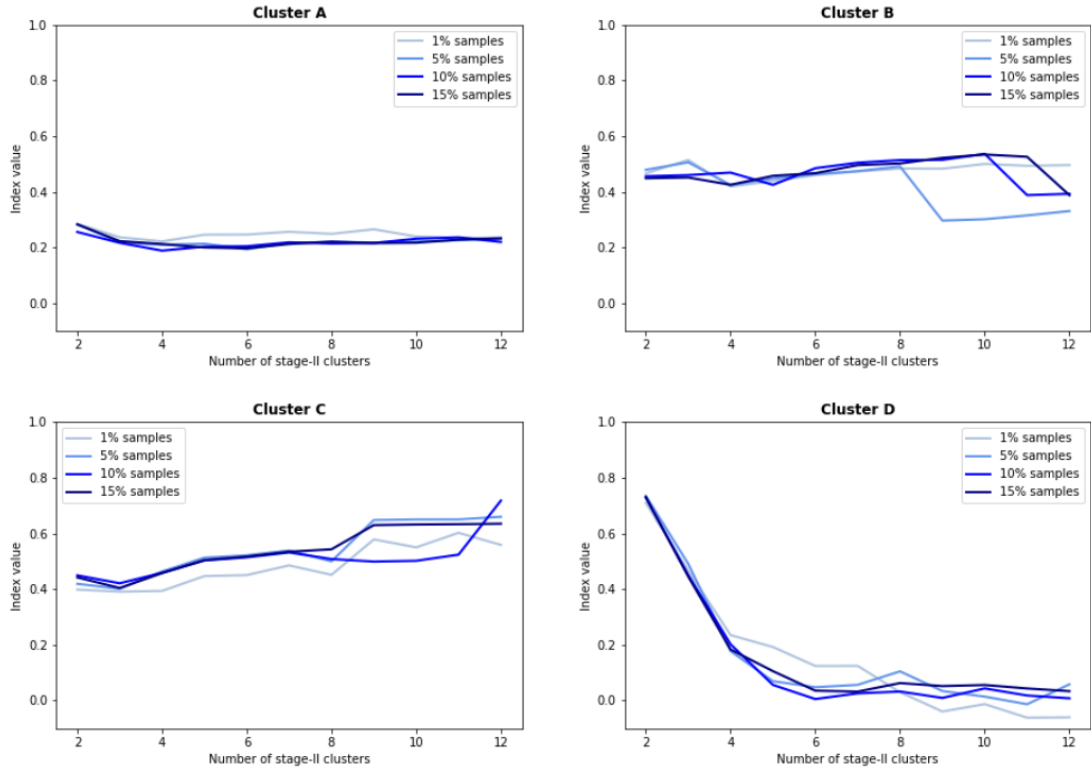 Cluster A
1.0
0.8
0.6
0.4
0.2
0.0
Index value
1% samples
5% samples
10% samples
15% samples
2 4 6 8 10 12
Number of stage-II clusters
Cluster B
1.0
0.8
0.6
0.4
0.2
0.0
Index value
1% samples
5% samples
10% samples
15% samples
2 4 6 8 10 12
Number of stage-II clusters
Cluster C
1.0
0.8
0.6
0.4
0.2
0.0
Index value
1% samples
5% samples
10% samples
15% samples
2 4 6 8 10 12
Number of stage-II clusters
Cluster D
1.0
0.8
0.6
0.4
0.2
0.0
Index value
1% samples
5% samples
10% samples
15% samples
2 4 6 8 10 12
Number of stage-II clusters